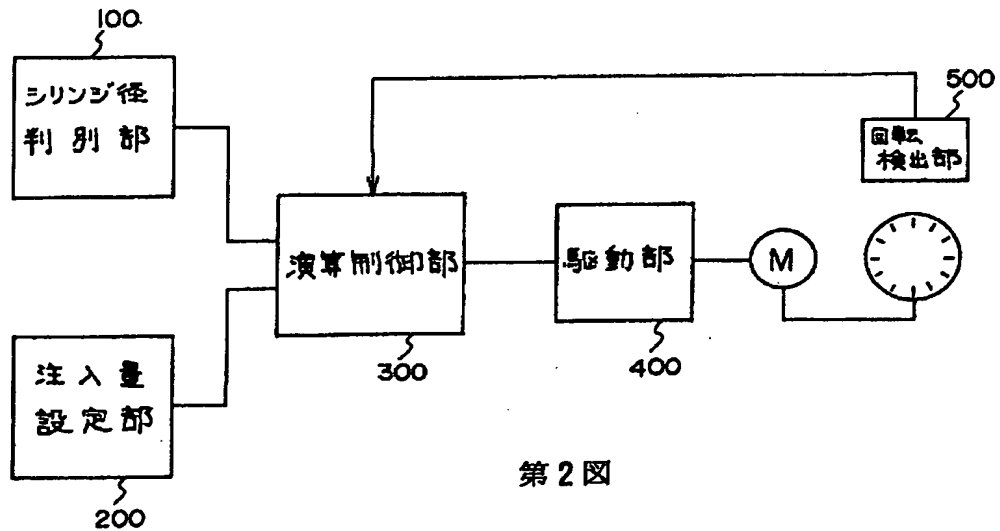 100
シリンジ径
判別部
500
回転
検出部
演算制御部
駆動部
M
300
400
注入量
設定部
200
第2図